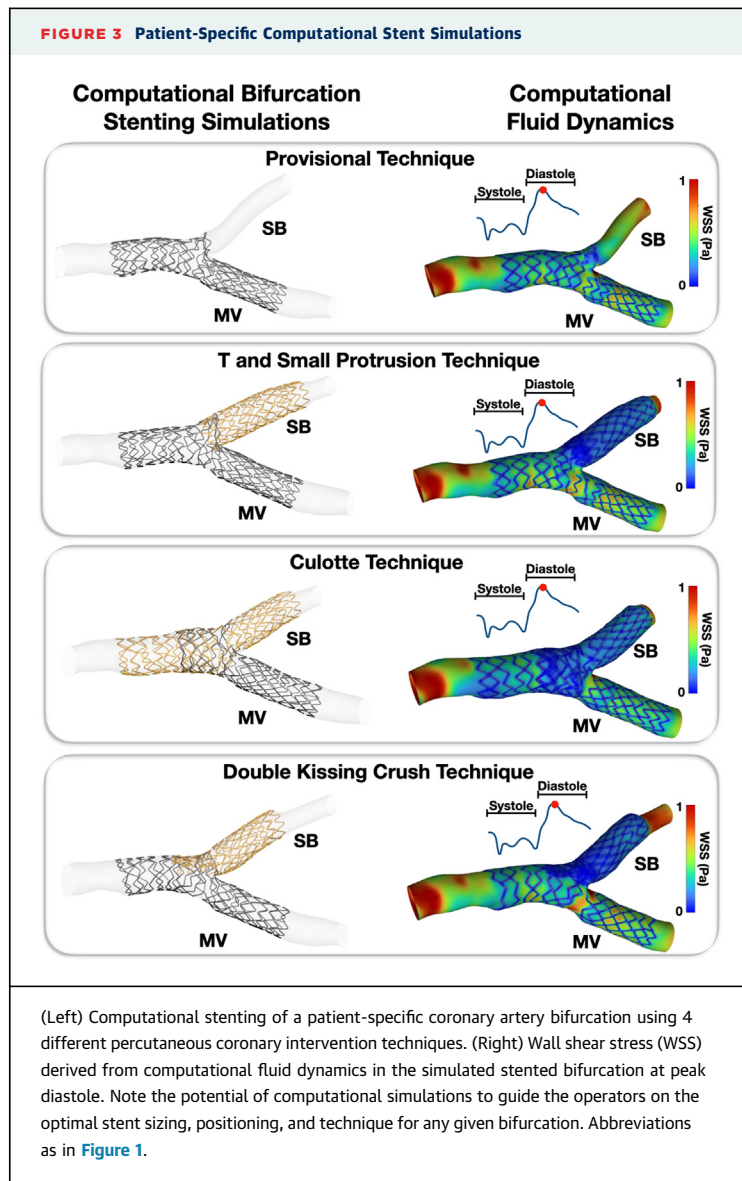 FIGURE 3 Patient-Specific Computational Stent Simulations
Computational Bifurcation
Stenting Simulations
Computational
Fluid Dynamics
Provisional Technique
SB
MV
Systole
Diastole
SB
MV
1
0
WSS (Pa)
T and Small Protrusion Technique
SB
MV
Systole
Diastole
SB
MV
1
0
WSS (Pa)
Culotte Technique
SB
MV
Systole
Diastole
SB
MV
1
0
WSS (Pa)
Double Kissing Crush Technique
SB
MV
Systole
Diastole
SB
MV
1
0
WSS (Pa)
(Left) Computational stenting of a patient-specific coronary artery bifurcation using 4
different percutaneous coronary intervention techniques. (Right) Wall shear stress (WSS)
derived from computational fluid dynamics in the simulated stented bifurcation at peak
diastole. Note the potential of computational simulations to guide the operators on the
optimal stent sizing, positioning, and technique for any given bifurcation. Abbreviations
as in Figure 1.